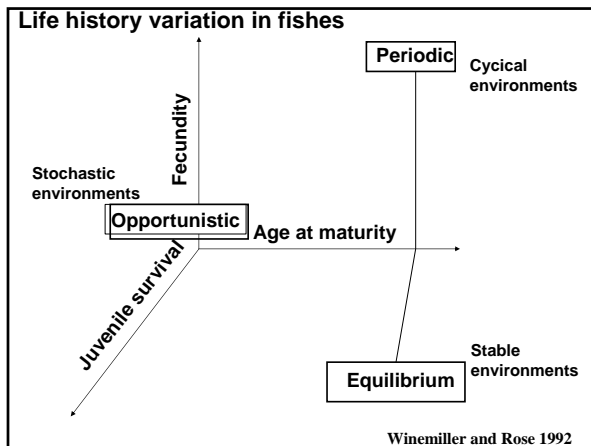 Life history variation in fishes
Periodic
Cycical
environments
Fecundity
Stochastic
environments
Opportunistic
Age at maturity
Juvenile survival
Equilibrium
Stable
environments
Winemiller and Rose 1992